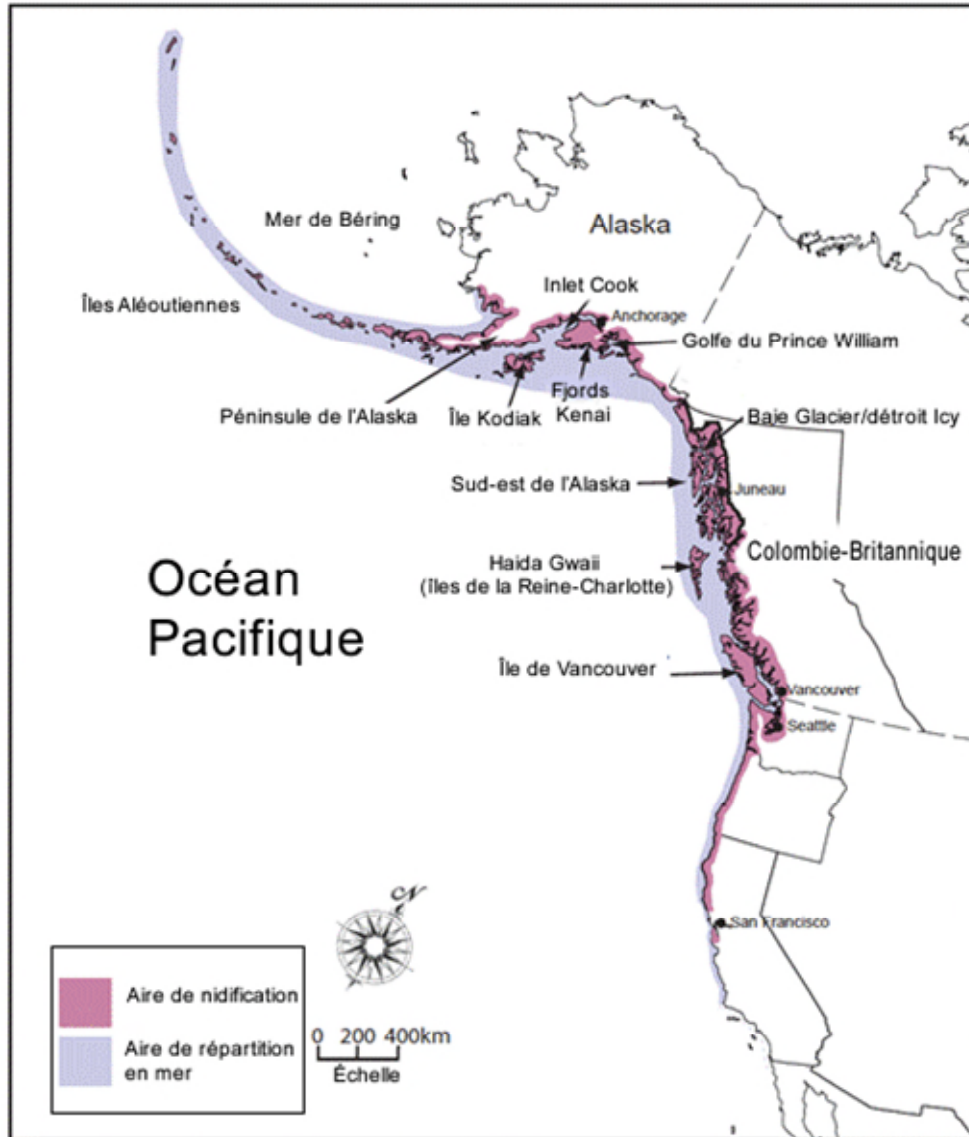 Mer de Béring
Alaska
Inlet Cook
Îles Aléoutiennes
Anchorage
Golfe du Prince William
Péninsule de l'Alaska
Île Kodiak
Fjords
Kenai
Baie Glacier/détroit Icy
Sud-est de l'Alaska
Juneau
Colombie-Britannique
Haida Gwaii
(îles de la Reine-Charlotte)
Océan
Pacifique
Île de Vancouver
Vancouver
Seattle
N
San Francisco
Aire de nidification
Aire de répartition
en mer
0 200 400km
Échelle